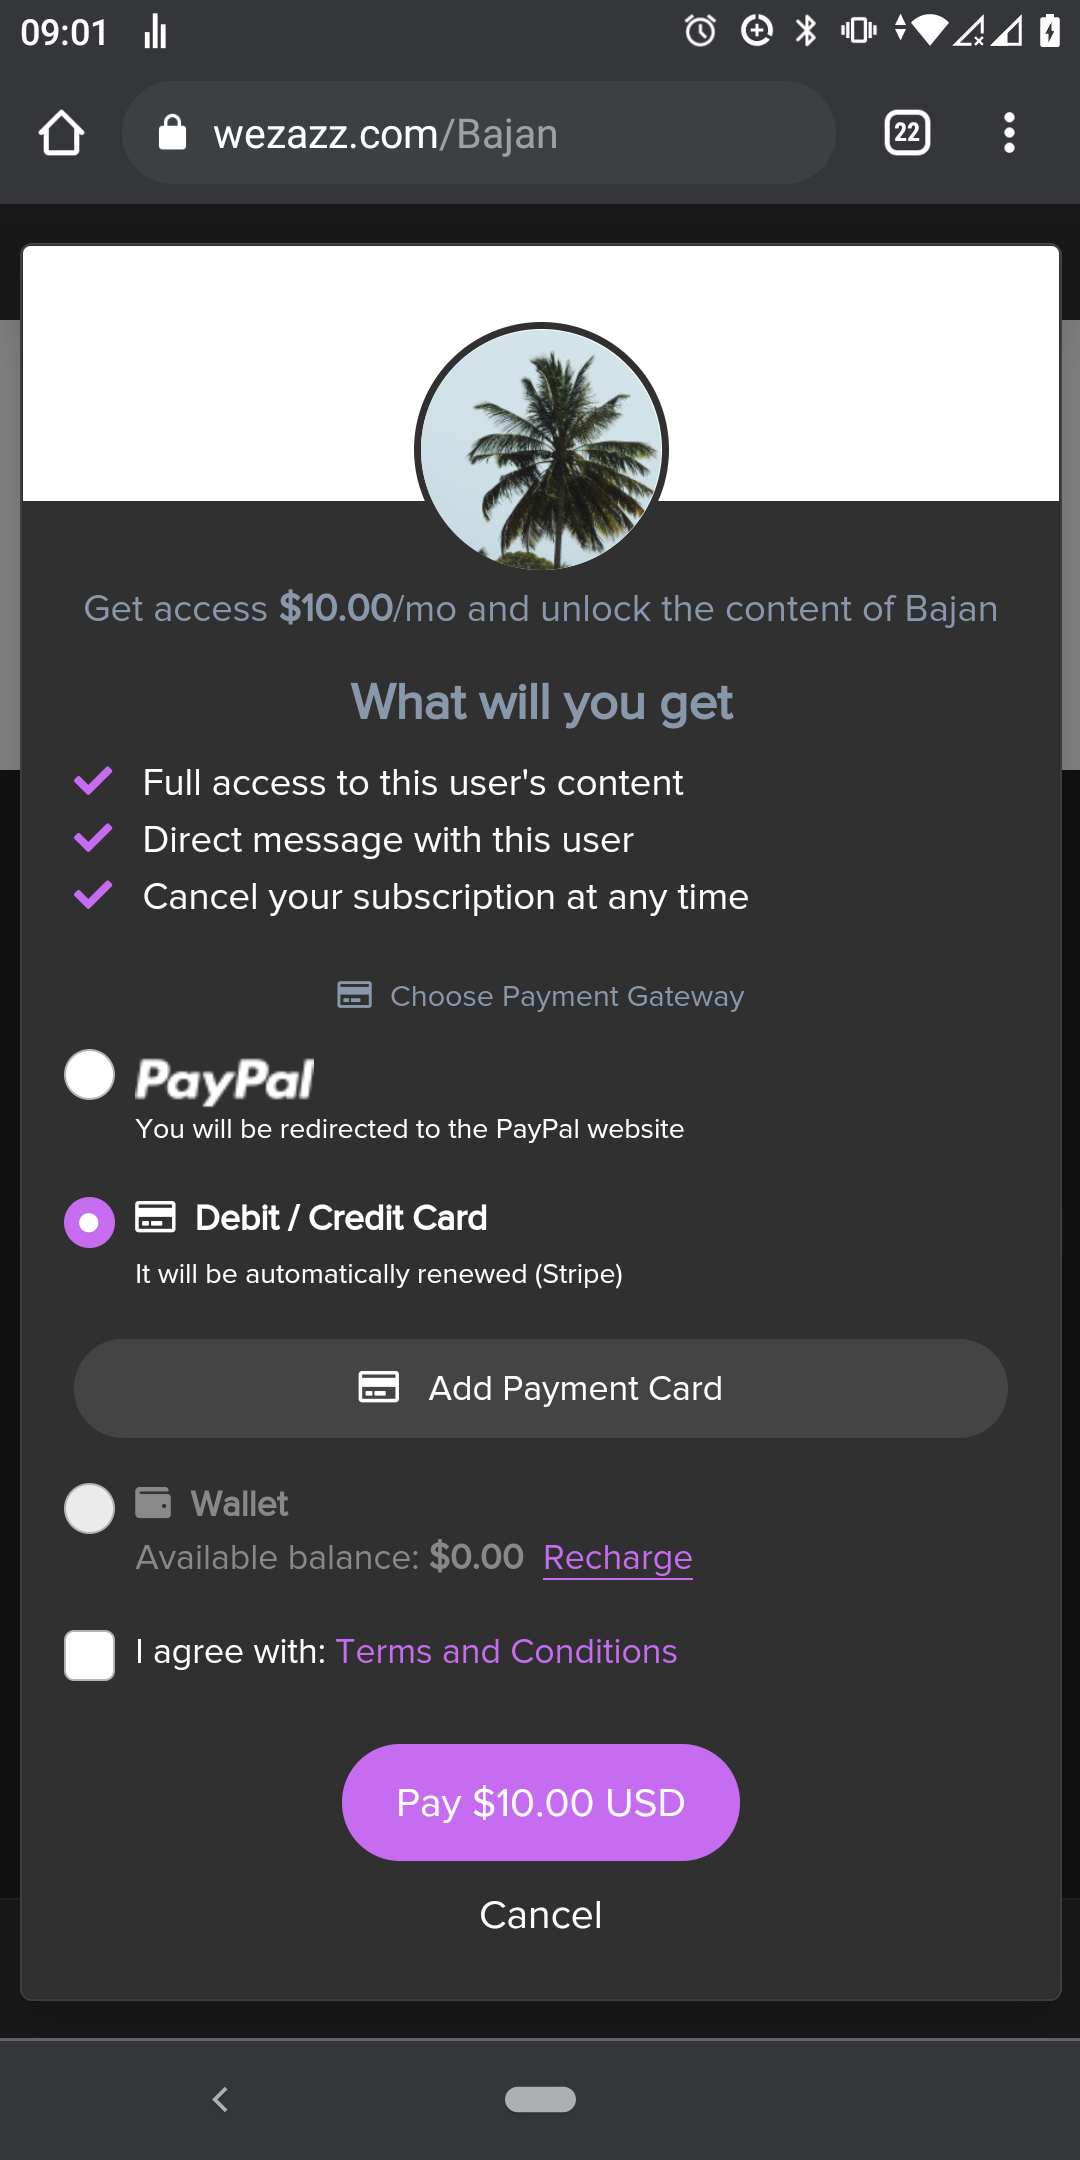 09:01
wezazz.com/Bajan
22
Get access $10.00/mo and unlock the content of Bajan
What will you get
Full access to this user's content
Direct message with this user
Cancel your subscription at any time
Choose Payment Gateway
PayPal
You will be redirected to the PayPal website
Debit / Credit Card
It will be automatically renewed (Stripe)
Add Payment Card
Wallet
Available balance: $0.00 Recharge
I agree with: Terms and Conditions
Pay $10.00 USD
Cancel